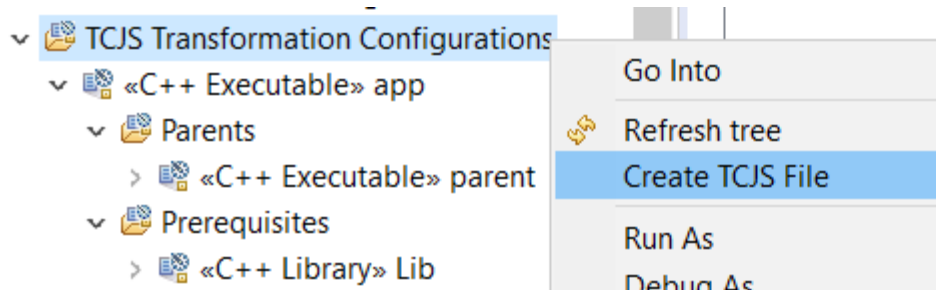 TCJS Transformation Configurations
«C++ Executable» app
Parents
«C++ Executable» parent
Prerequisites
«C++ Library» Lib
Go Into
Refresh tree
Create TCJS File
Run As
Debug As